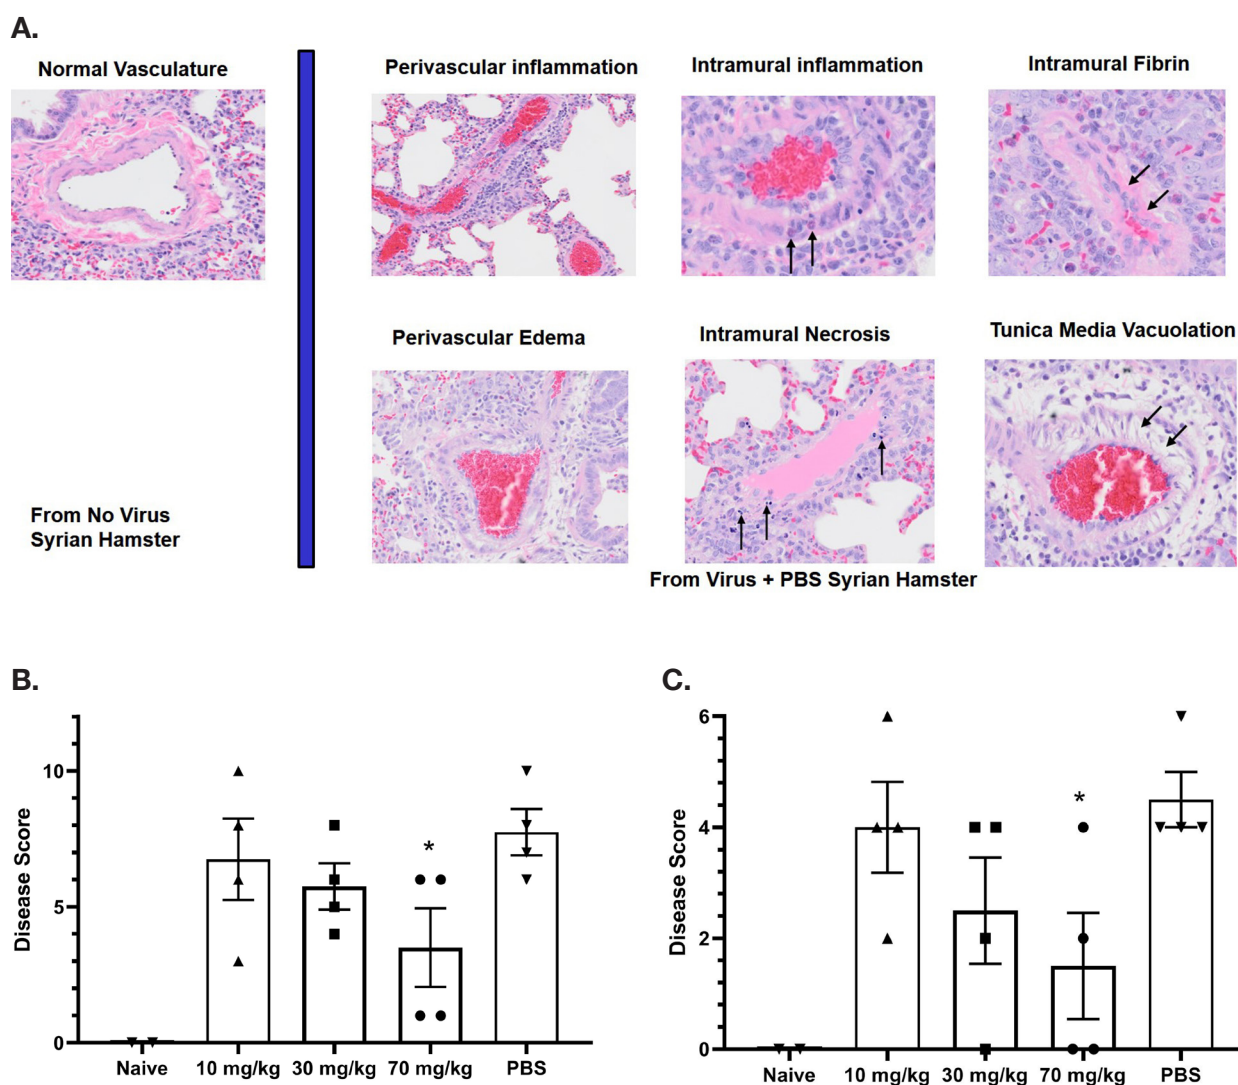 A.
Normal Vasculature
Perivascular inflammation
Intramural inflammation
Intramural Fibrin
Perivascular Edema
Intramural Necrosis
Tunica Media Vacuolation
From No Virus
Syrian Hamster
From Virus + PBS Syrian Hamster
B.
Disease Score
10
5
0
*
Naive 10 mg/kg 30 mg/kg 70 mg/kg PBS
C.
Disease Score
6
4
2
0
*
Naive 10 mg/kg 30 mg/kg 70 mg/kg PBS